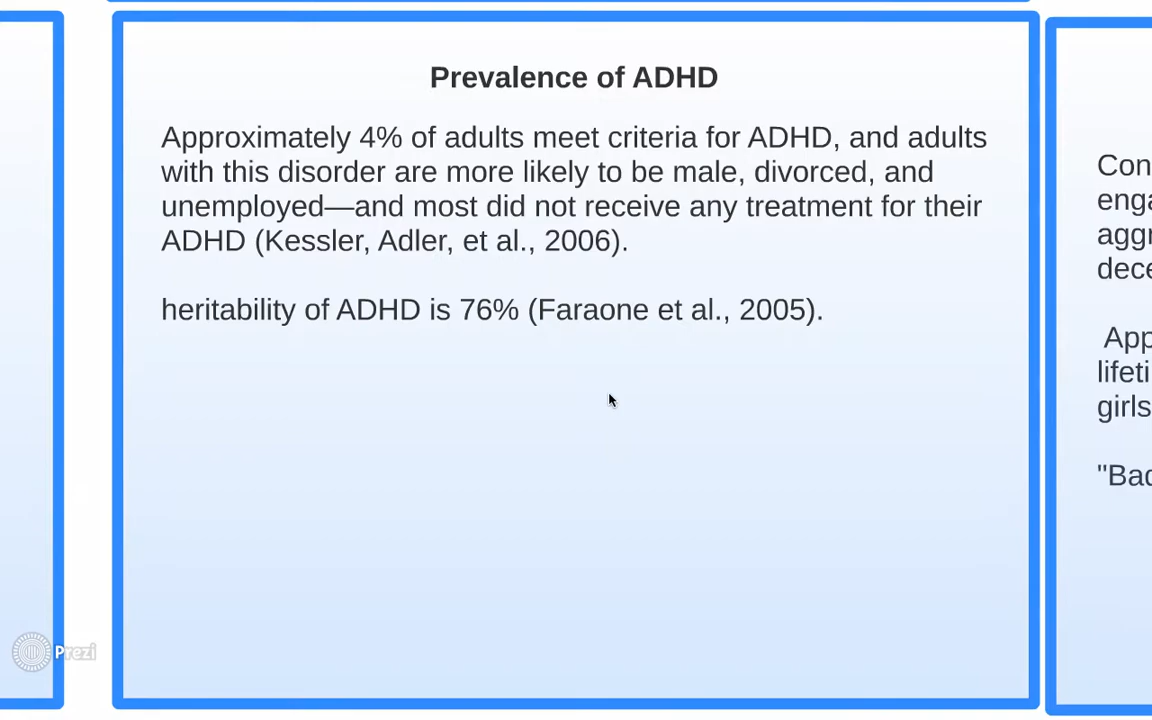 Prevalence of ADHD
Approximately 4% of adults meet criteria for ADHD, and adults
with this disorder are more likely to be male, divorced, and
unemployed—and most did not receive any treatment for their
ADHD (Kessler, Adler, et al., 2006).
heritability of ADHD is 76% (Faraone et al., 2005).
Prezi